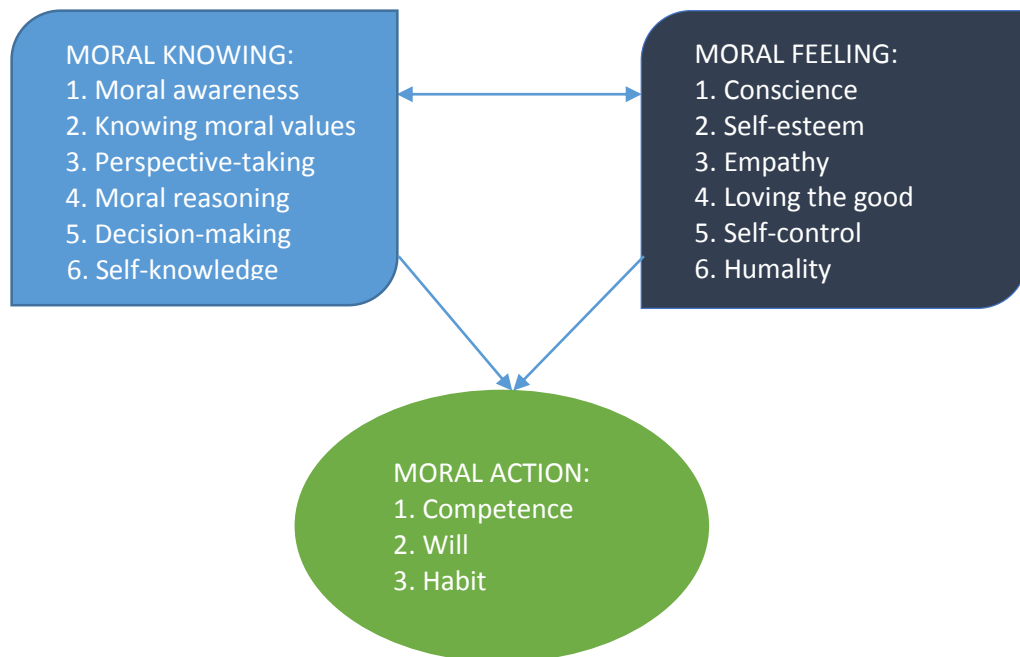 MORAL KNOWING:
1. Moral awareness
2. Knowing moral values
3. Perspective-taking
4. Moral reasoning
5. Decision-making
6. Self-knowledge
MORAL FEELING:
1. Conscience
2. Self-esteem
3. Empathy
4. Loving the good
5. Self-control
6. Humality
MORAL ACTION:
1. Competence
2. Will
3. Habit